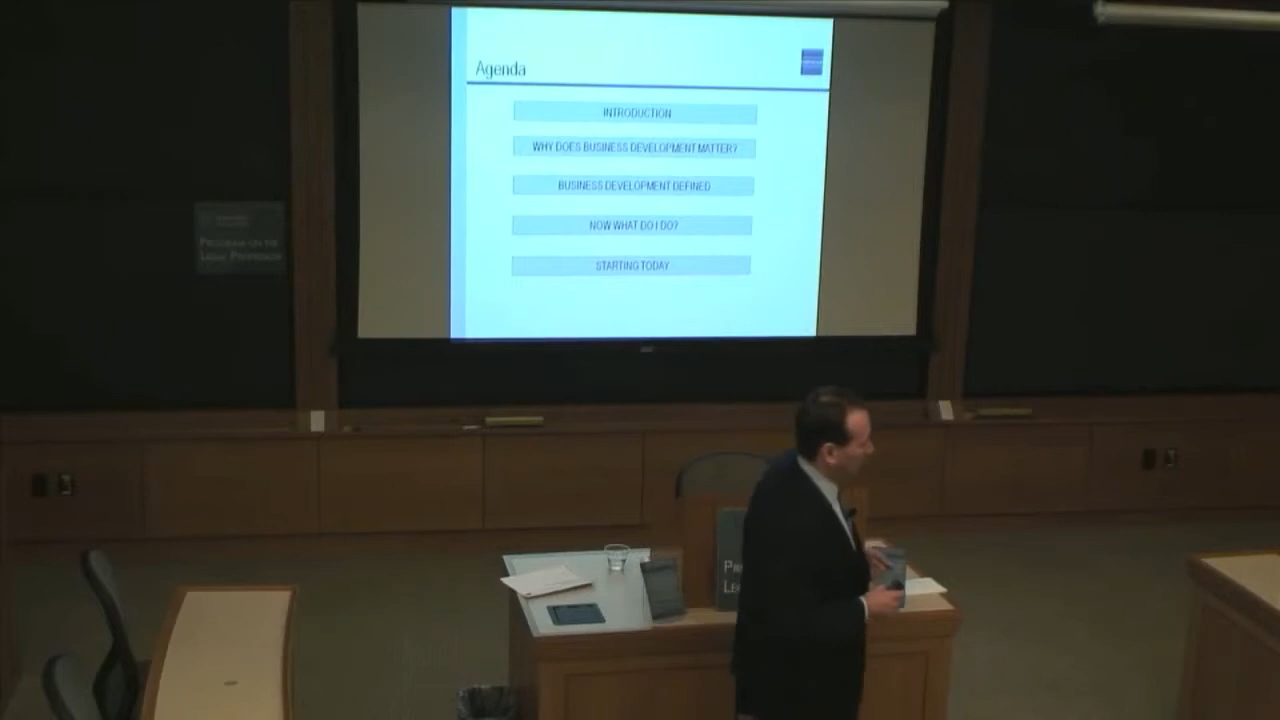 Agenda
INTRODUCTION
WHY DOES BUSINESS DEVELOPMENT MATTER?
BUSINESS DEVELOPMENT DEFINED
NOW WHAT DO I DO?
STARTING TODAY
PROGRAM ON THE
LEGAL PROFESSION